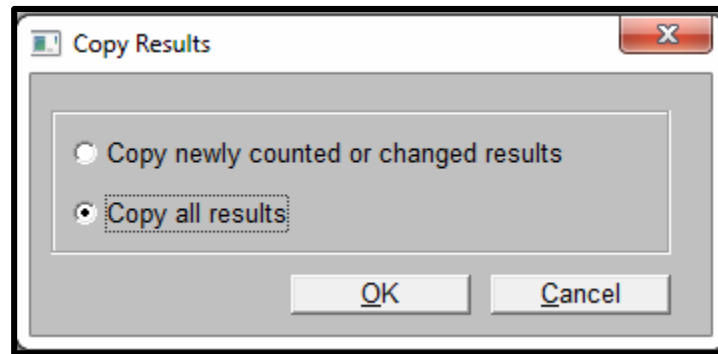 Copy Results
Copy newly counted or changed results
Copy all results
OK
Cancel